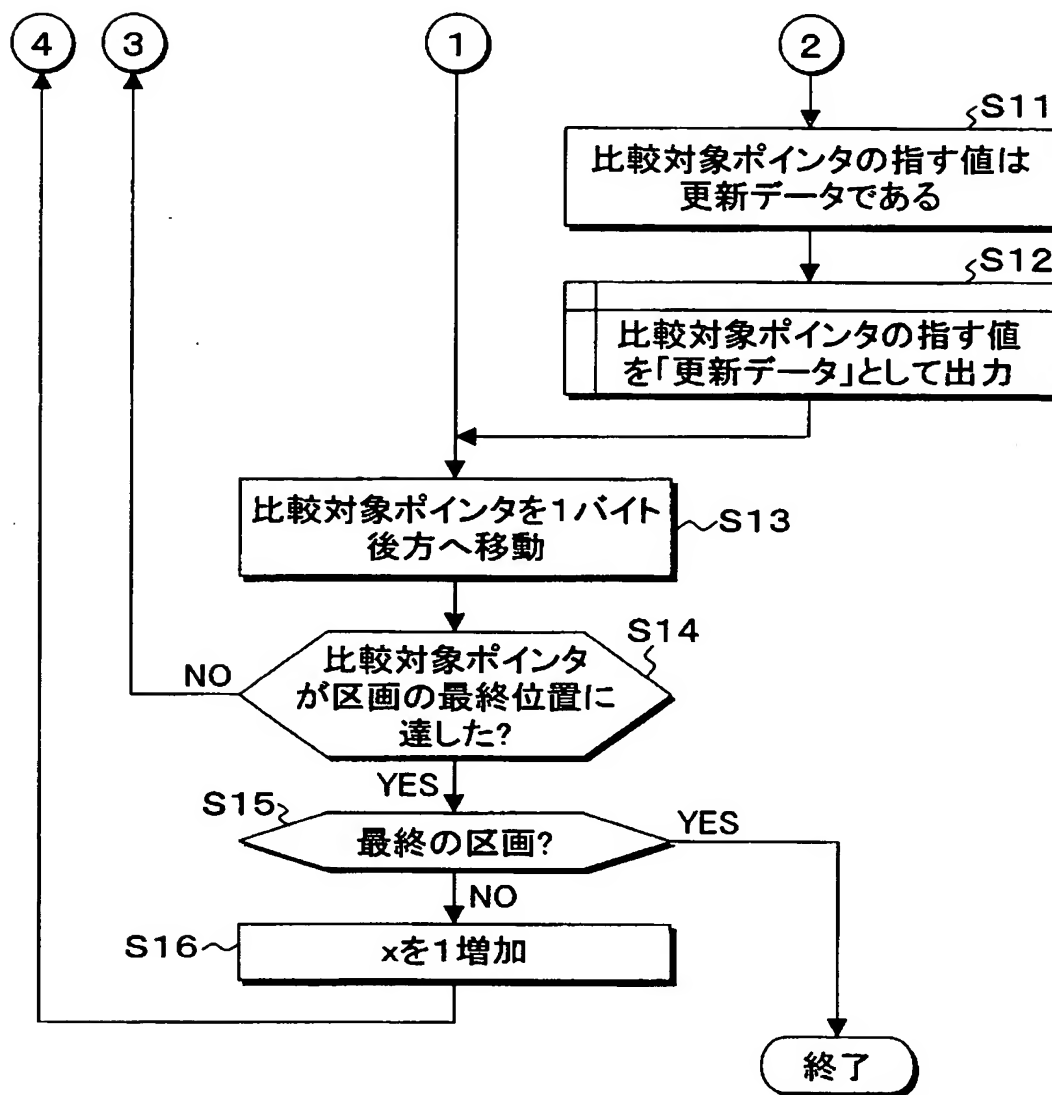 4
3
1
2
S11
比較対象ポインタの指す値は
更新データである
S12
比較対象ポインタの指す値
を「更新データ」として出力
比較対象ポインタを1バイト
後方へ移動
S13
S14
比較対象ポインタ
が区画の最終位置に
達した?
NO
YES
S15
最終の区画?
YES
NO
S16
xを1増加
終了